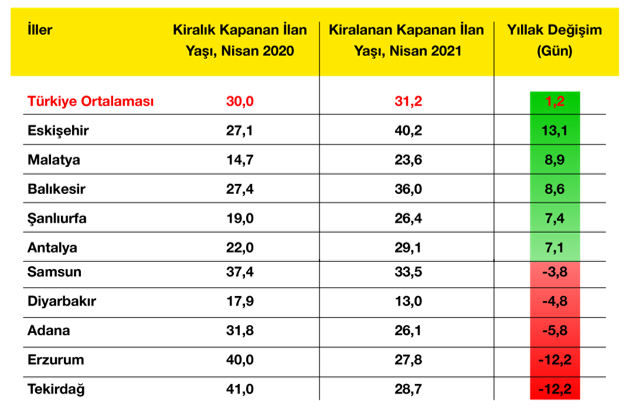 İller Kiralık Kapanan İlan Kiralanan Kapanan İlan Yıllak Değişim
Yaşı, Nisan 2020 Yaşı, Nisan 2021 (Gün)
Türkiye Ortalaması 30,0 31,2 1,2
Eskişehir 27,1 40,2 13,1
Malatya 14,7 23,6 8,9
Balıkesir 27,4 36,0 8,6
Şanlıurfa 19,0 26,4 7,4
Antalya 22,0 29,1 7,1
Samsun 37,4 33,5 -3,8
Diyarbakır 17,9 13,0 -4,8
Adana 31,8 26,1 -5,8
Erzurum 40,0 27,8 -12,2
Tekirdağ 41,0 28,7 -12,2